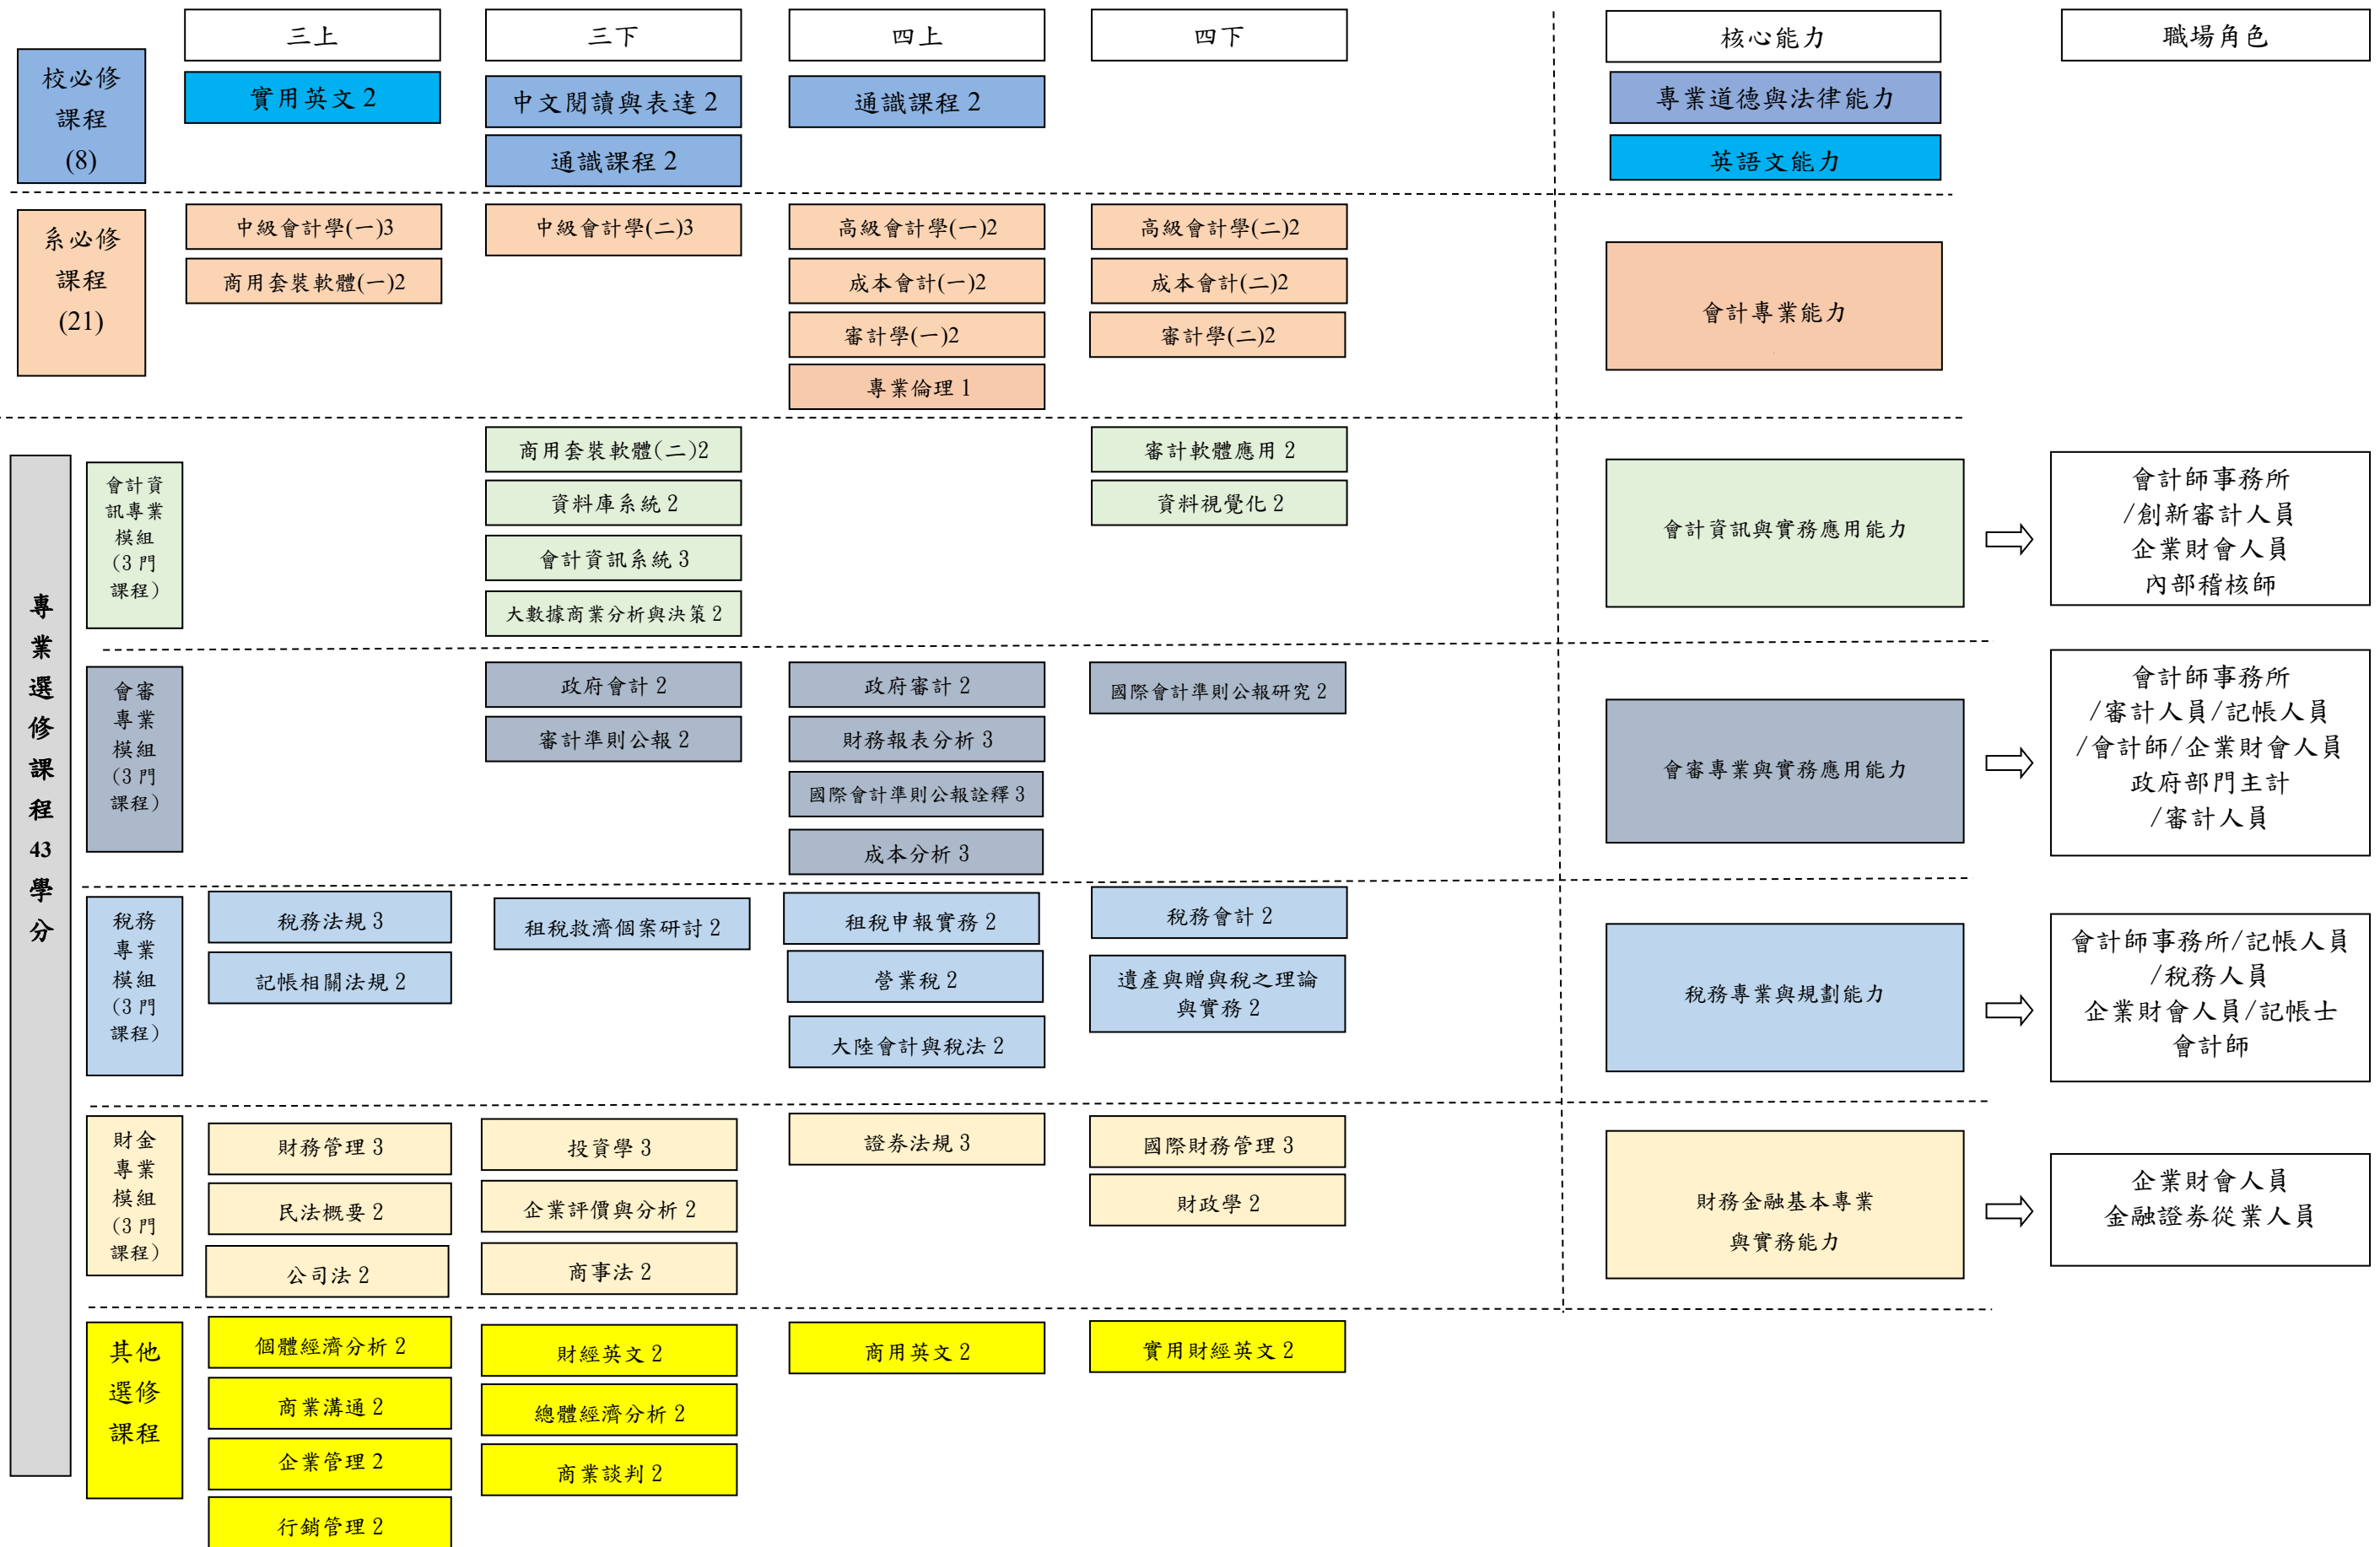 三上
三下
四上
四下
核心能力
職場角色
校必修
課程
(8)
實用英文 2
中文閱讀與表達 2
通識課程 2
通識課程 2
專業道德與法律能力
英語文能力
系必修
課程
(21)
中級會計學(一)3
中級會計學(二)3
高級會計學(一)2
高級會計學(二)2
商用套裝軟體(一)2
成本會計(一)2
成本會計(二)2
審計學(一)2
審計學(二)2
專業倫理 1
會計專業能力
專業選修課程 43 學分
會計資
訊專業
模組
(3 門
課程)
商用套裝軟體(二)2
審計軟體應用 2
資料庫系統 2
資料視覺化 2
會計資訊系統 3
大數據商業分析與決策 2
會計資訊與實務應用能力
會計師事務所
/創新審計人員
企業財會人員
內部稽核師
會審
專業
模組
(3 門
課程)
政府會計 2
政府審計 2
國際會計準則公報研究 2
審計準則公報 2
財務報表分析 3
國際會計準則公報詮釋 3
成本分析 3
會審專業與實務應用能力
會計師事務所
/審計人員/記帳人員
/會計師/企業財會人員
政府部門主計
/審計人員
稅務
專業
模組
(3 門
課程)
稅務法規 3
租稅救濟個案研討 2
租稅申報實務 2
稅務會計 2
記帳相關法規 2
營業稅 2
遺產與贈與稅之理論
與實務 2
大陸會計與稅法 2
稅務專業與規劃能力
會計師事務所/記帳人員
/稅務人員
企業財會人員/記帳士
會計師
財金
專業
模組
(3 門
課程)
財務管理 3
投資學 3
證券法規 3
國際財務管理 3
民法概要 2
企業評價與分析 2
財政學 2
公司法 2
商事法 2
財務金融基本專業
與實務能力
企業財會人員
金融證券從業人員
其他
選修
課程
個體經濟分析 2
財經英文 2
商用英文 2
實用財經英文 2
商業溝通 2
總體經濟分析 2
企業管理 2
商業談判 2
行銷管理 2